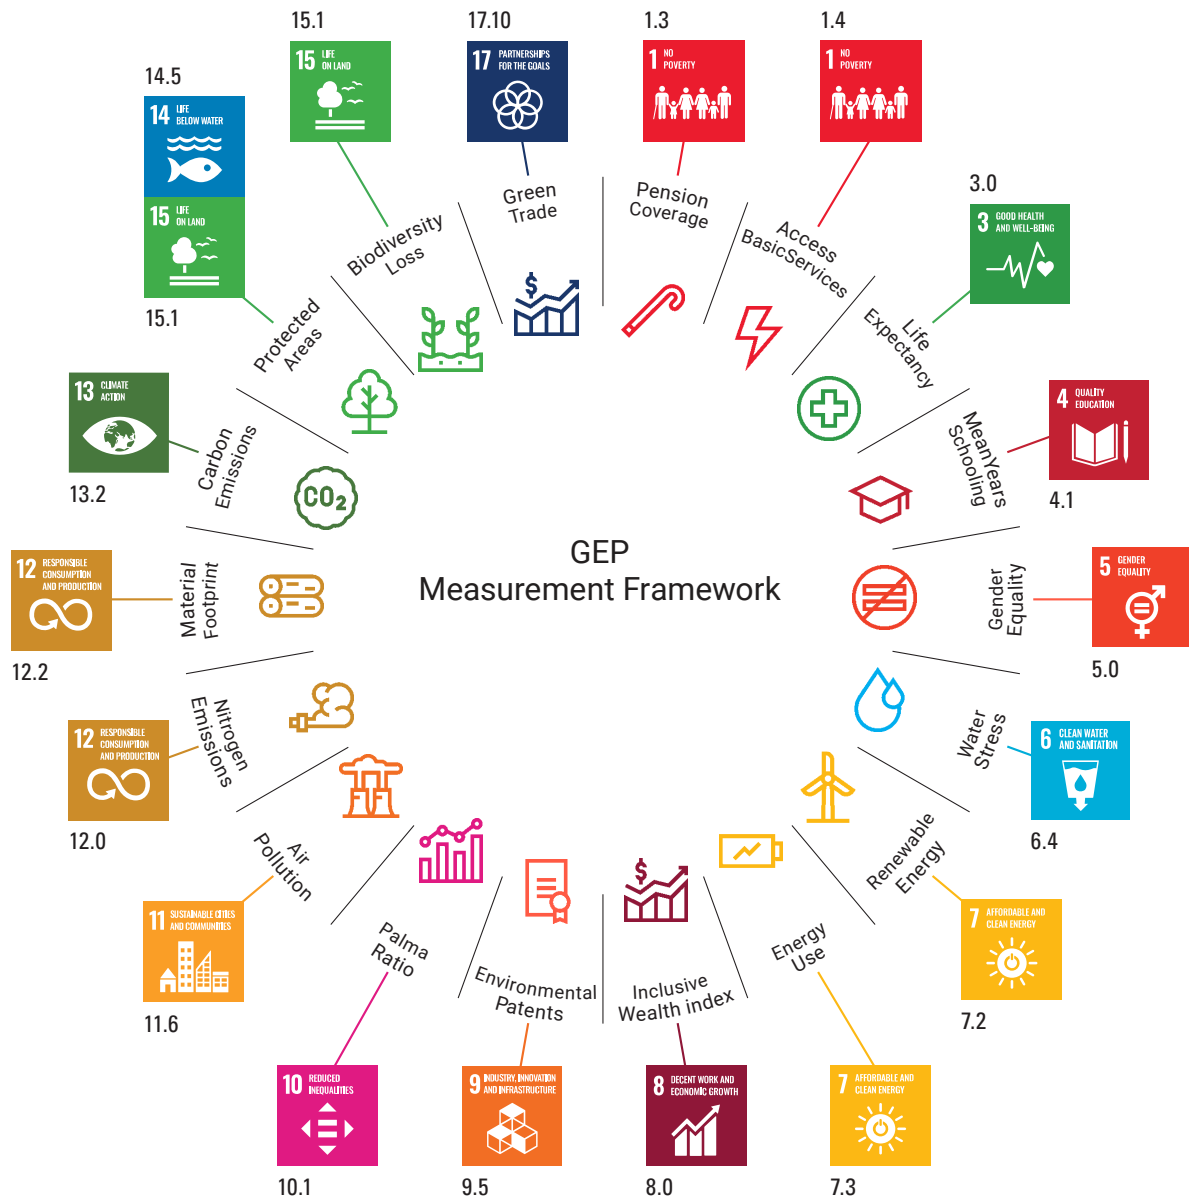 15.1
17.10
1.3
1.4
15 LIFE
ON LAND
17 PARTNERSHIPS
FOR THE GOALS
1 NO
POVERTY
1 NO
POVERTY
14.5
14 LIFE
BELOW WATER
15 LIFE
ON LAND
15.1
3.0
3 GOOD HEALTH
AND WELL-BEING
Biodiversity
Loss
Green
Trade
Pension
Coverage
Access
BasicServices
Life
Expectancy
Protected
Areas
$
13 CLIMATE
ACTION
13.2
Carbon
Emissions
CO2
MeanYears
Schooling
4 QUALITY
EDUCATION
4.1
GEP
Measurement Framework
12 RESPONSIBLE
CONSUMPTION
AND PRODUCTION
12.2
Material
Footprint
Gender
Equality
5 GENDER
EQUALITY
5.0
12 RESPONSIBLE
CONSUMPTION
AND PRODUCTION
12.0
Nitrogen
Emissions
Water
Stress
6 CLEAN WATER
AND SANITATION
6.4
Air
Pollution
Renewable
Energy
11 SUSTAINABLE CITIES
AND COMMUNITIES
11.6
7 AFFORDABLE AND
CLEAN ENERGY
7.2
$
Palma
Ratio
Environmental
Patents
Inclusive
Wealth index
Energy
Use
10 REDUCED
INEQUALITIES
9 INDUSTRY, INNOVATION
AND INFRASTRUCTURE
8 DECENT WORK AND
ECONOMIC GROWTH
7 AFFORDABLE AND
CLEAN ENERGY
10.1
9.5
8.0
7.3